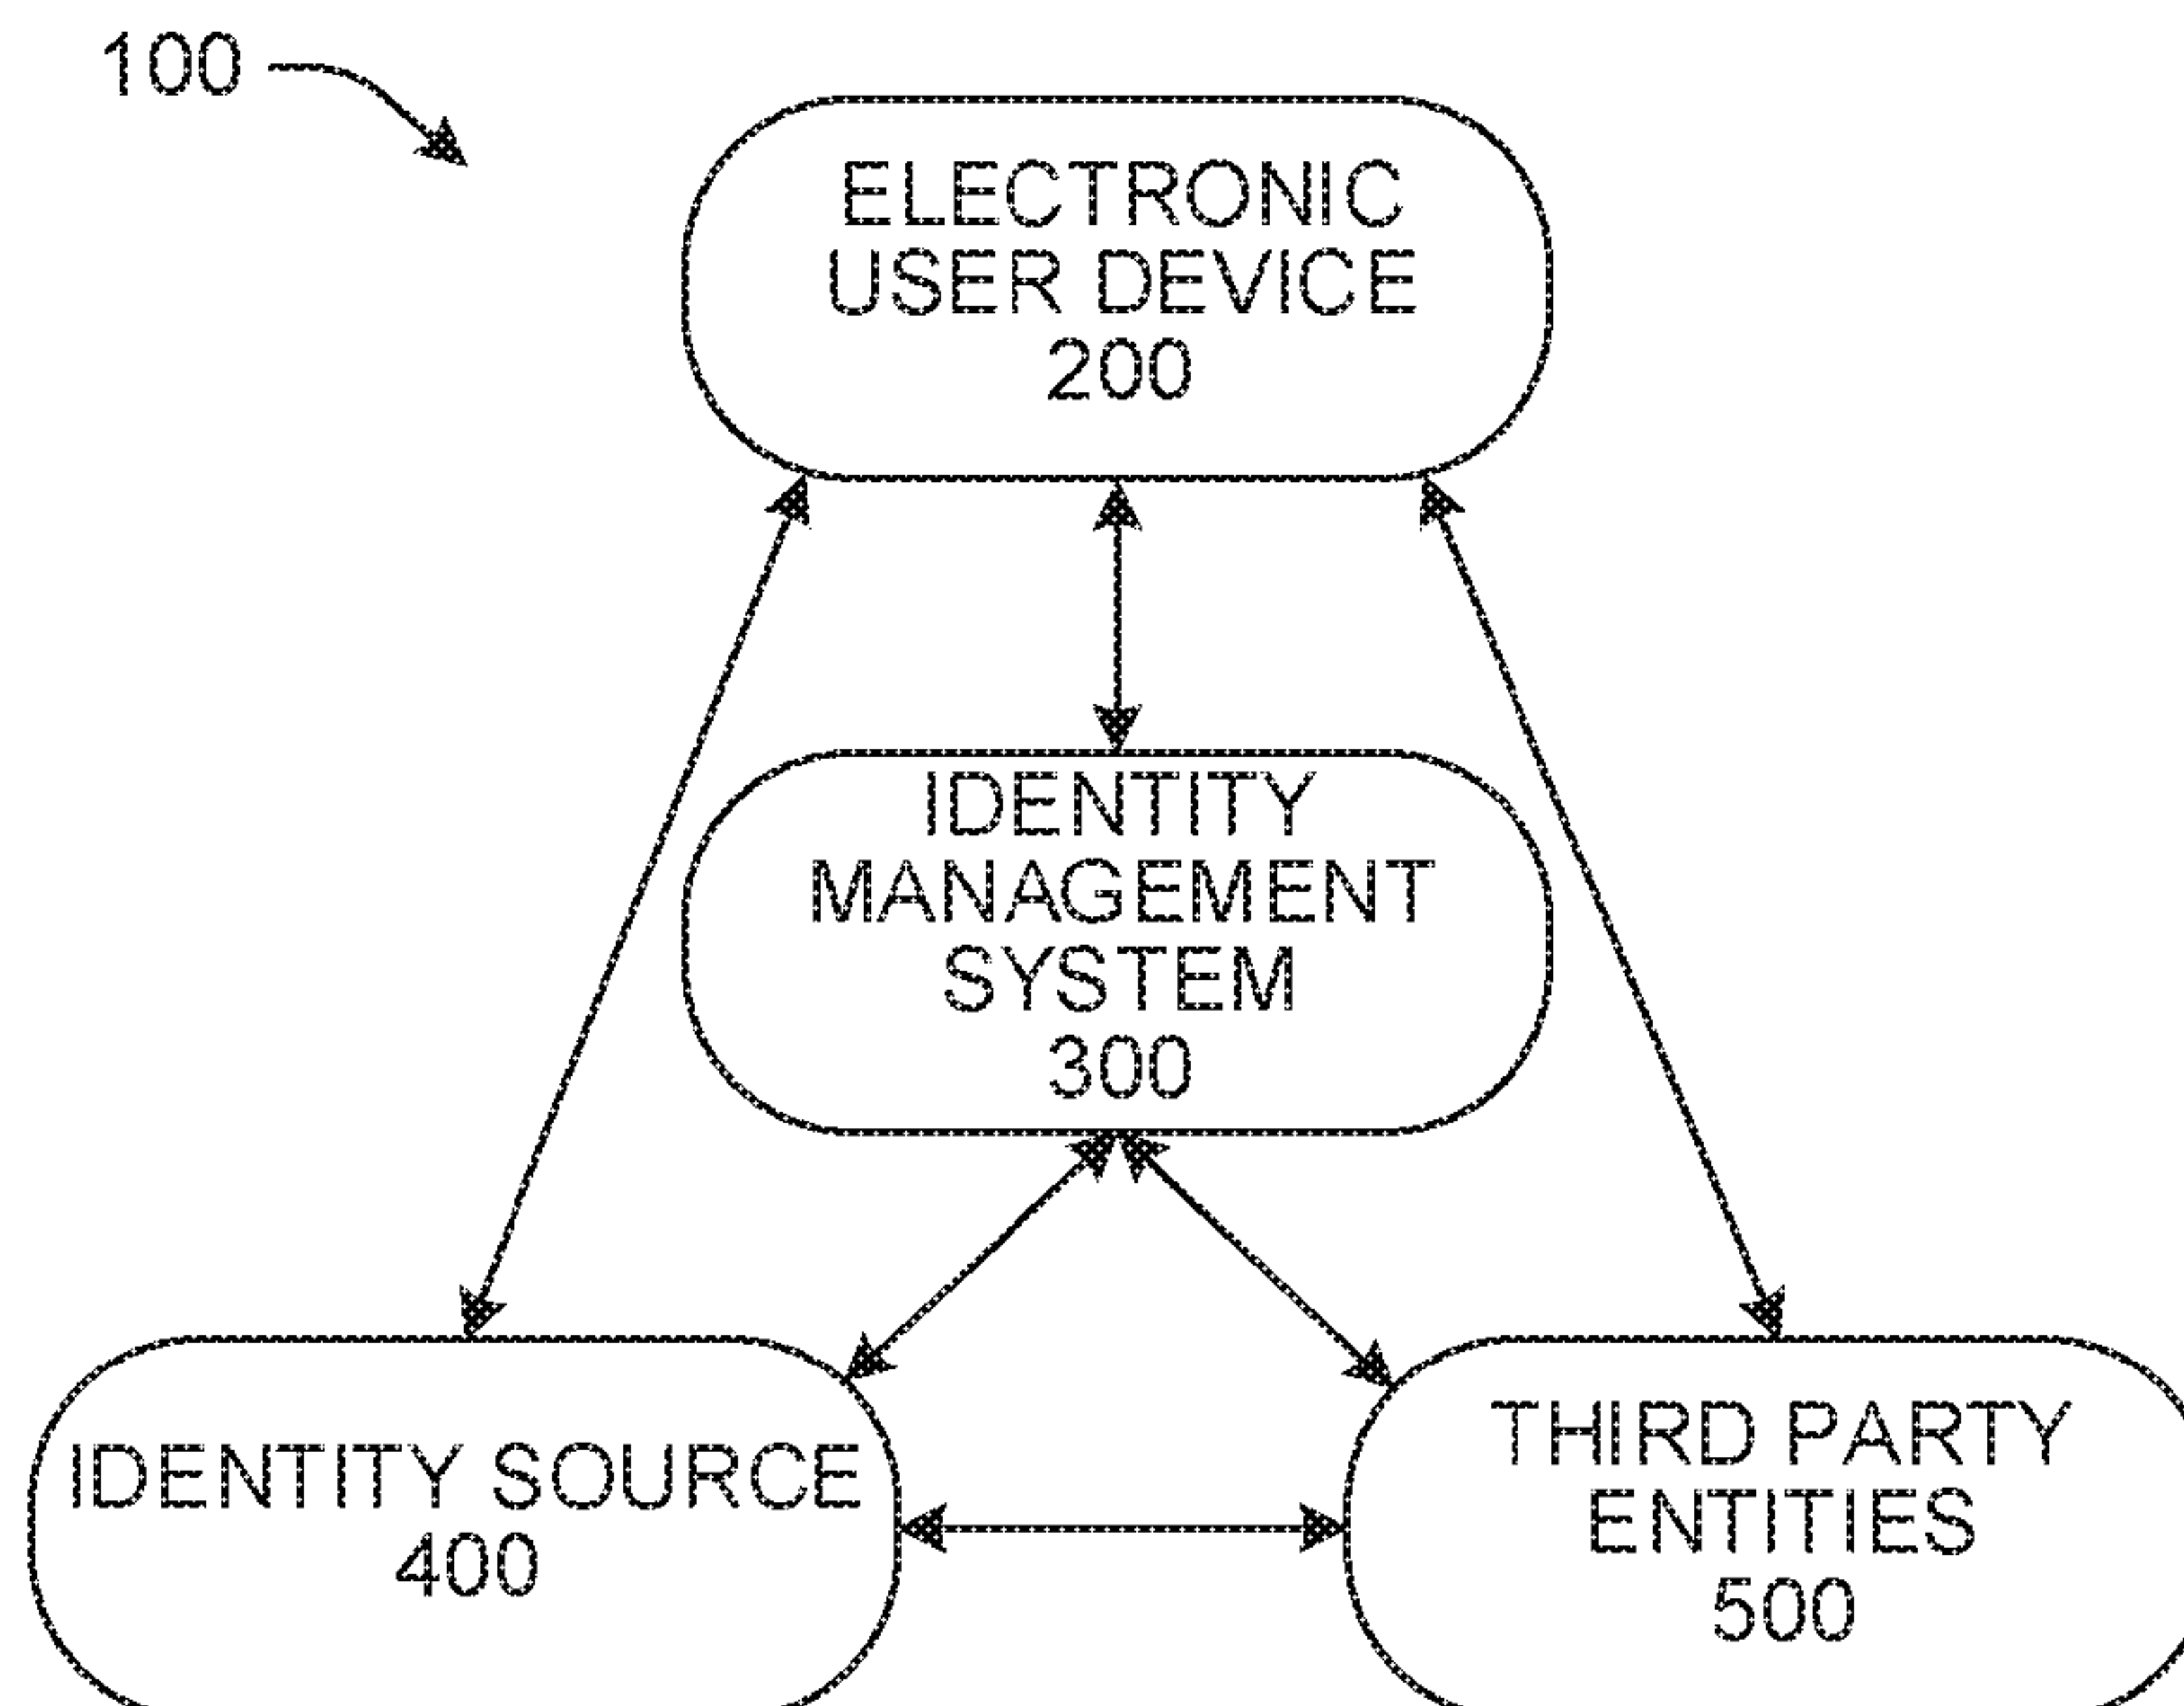 100
ELECTRONIC
USER DEVICE
200
IDENTITY
MANAGEMENT
SYSTEM
300
IDENTITY SOURCE
400
THIRD PARTY
ENTITIES
500